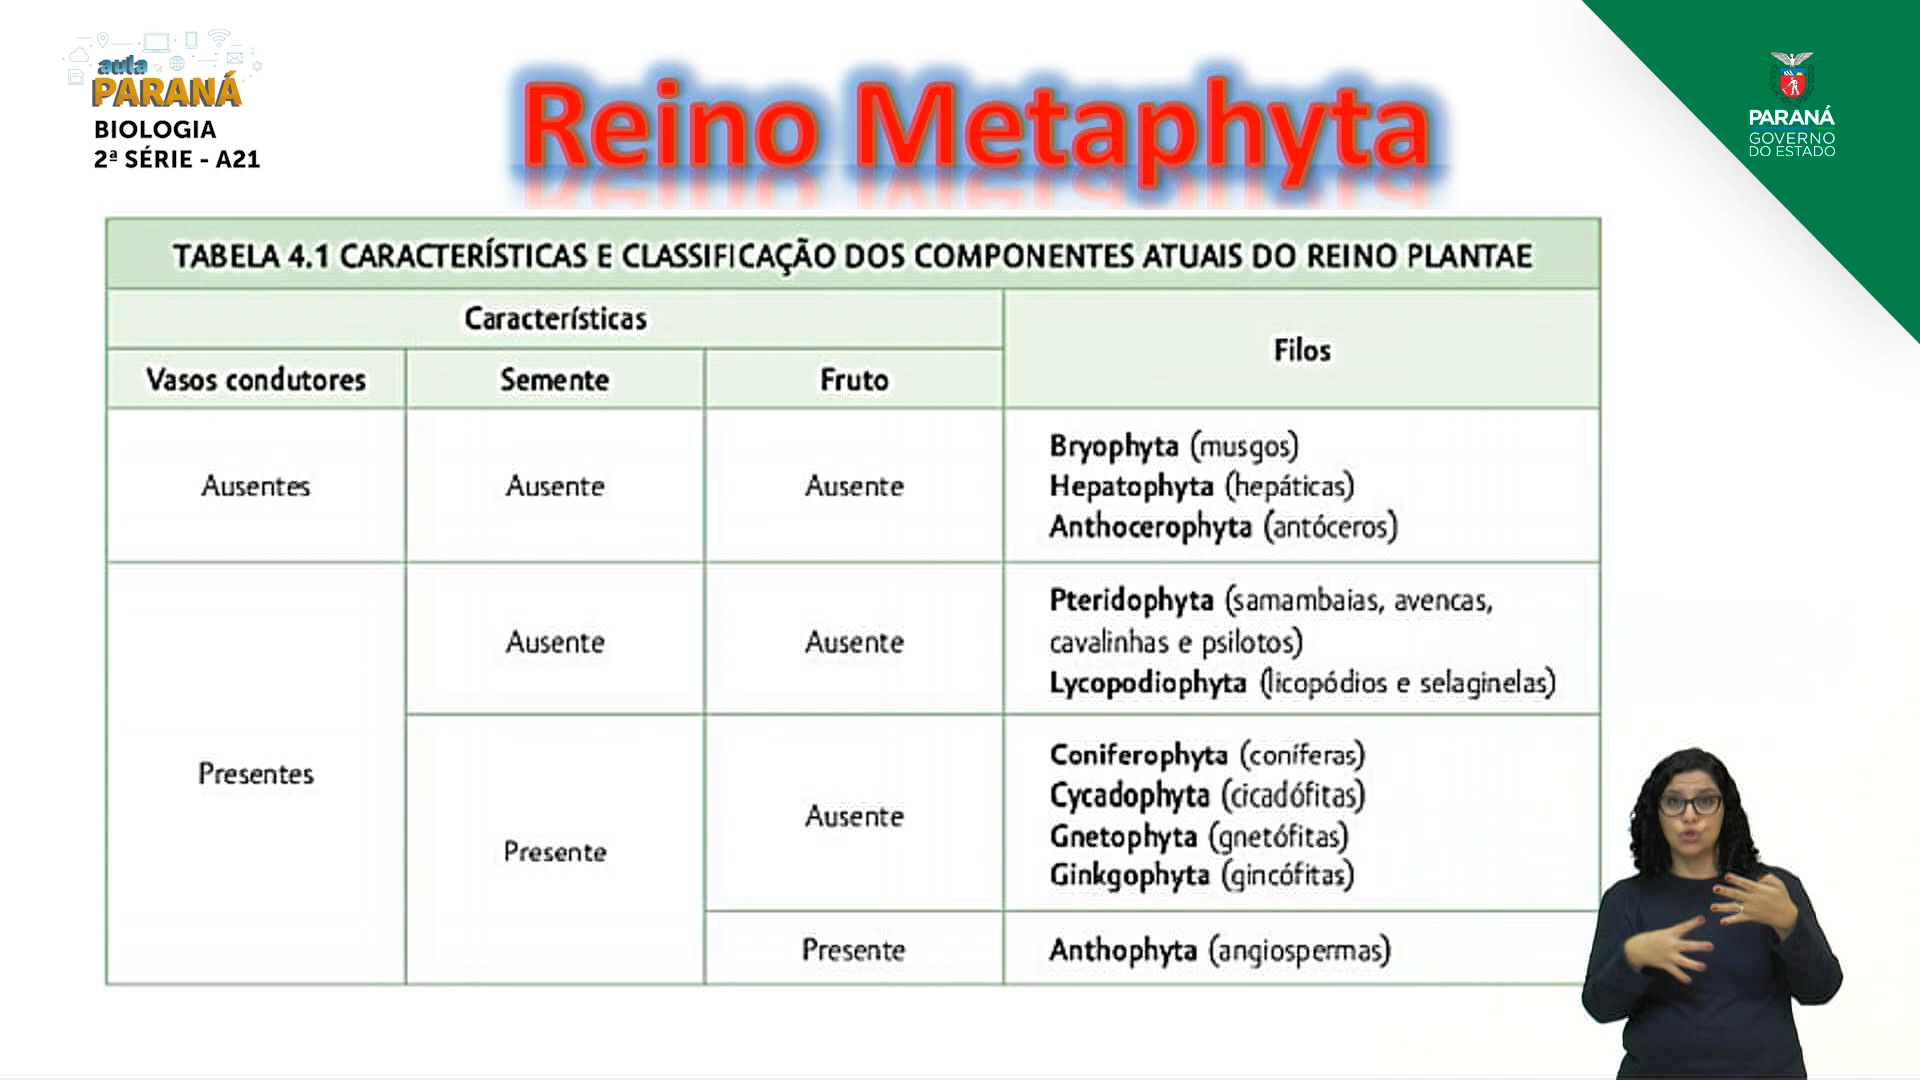 aula
PARANÁ
BIOLOGIA
2ª SÉRIE - A21
Reino Metaphyta
PARANÁ
GOVERNO
DO ESTADO
TABELA 4.1 CARACTERÍSTICAS E CLASSIFICAÇÃO DOS COMPONENTES ATUAIS DO REINO PLANTAE
Características
Filos
Vasos condutores
Semente
Fruto
Ausentes
Ausente
Ausente
Bryophyta (musgos)
Hepatophyta (hepáticas)
Anthocerophyta (antóceros)
Presentes
Ausente
Ausente
Pteridophyta (samambaias, avencas,
cavalinhas e psilotos)
Lycopodiophyta (licopódios e selaginelas)
Presente
Ausente
Coniferophyta (coníferas)
Cycadophyta (cicadófitas)
Gnetophyta (gnetófitas)
Ginkgophyta (gincófitas)
Presente
Anthophyta (angiospermas)